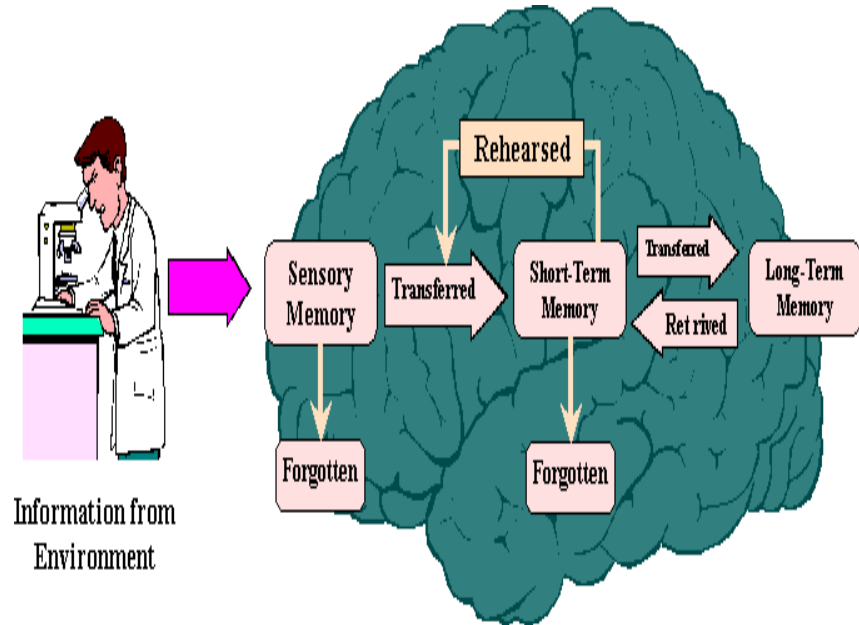 Rehearsed
Sensory
Memory
Transferred
Short-Term
Memory
Transferred
Ret rived
Long-Term
Memory
Forgotten
Forgotten
Information from
Environment